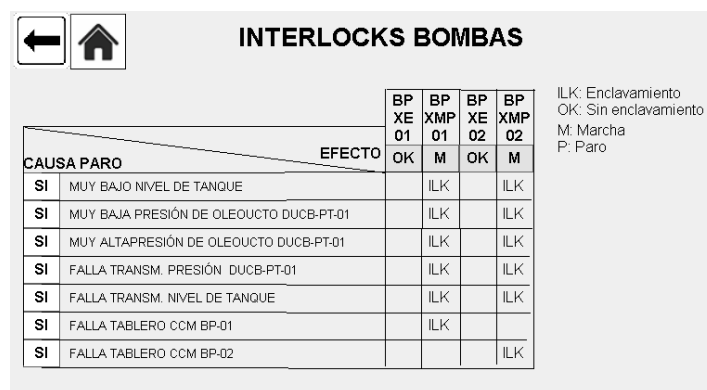 INTERLOCKS BOMBAS
ILK: Enclavamiento
OK: Sin enclavamiento
M: Marcha
P: Paro
BP XE 01 BP XMP 01 BP XE 02 BP XMP 02
EFECTO OK M OK M
CAUSA PARO
SI MUY BAJO NIVEL DE TANQUE ILK ILK
SI MUY BAJA PRESIÓN DE OLEOUCTO DUCB-PT-01 ILK ILK
SI MUY ALTAPRESIÓN DE OLEOUCTO DUCB-PT-01 ILK ILK
SI FALLA TRANSM. PRESIÓN DUCB-PT-01 ILK ILK
SI FALLA TRANSM. NIVEL DE TANQUE ILK ILK
SI FALLA TABLERO CCM BP-01 ILK
SI FALLA TABLERO CCM BP-02 ILK